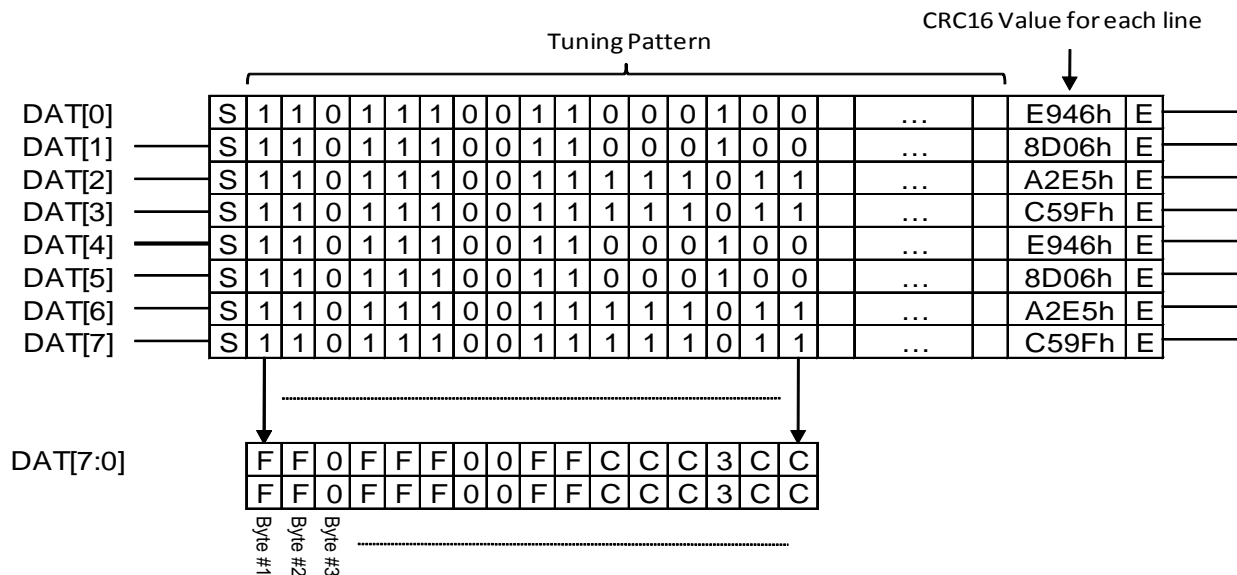 CRC16 Value for each line
Tuning Pattern
DAT[0] S 1 1 0 1 1 1 0 0 1 1 0 0 0 1 0 0 ... E946h E
DAT[1] S 1 1 0 1 1 1 0 0 1 1 0 0 0 1 0 0 ... 8D06h E
DAT[2] S 1 1 0 1 1 1 0 0 1 1 1 1 1 0 1 1 ... A2E5h E
DAT[3] S 1 1 0 1 1 1 0 0 1 1 1 1 1 0 1 1 ... C59Fh E
DAT[4] S 1 1 0 1 1 1 0 0 1 1 0 0 0 1 0 0 ... E946h E
DAT[5] S 1 1 0 1 1 1 0 0 1 1 0 0 0 1 0 0 ... 8D06h E
DAT[6] S 1 1 0 1 1 1 0 0 1 1 1 1 1 0 1 1 ... A2E5h E
DAT[7] S 1 1 0 1 1 1 0 0 1 1 1 1 1 0 1 1 ... C59Fh E
DAT[7:0] F F 0 F F F 0 0 F F C C C 3 C C
F F 0 F F F 0 0 F F C C C 3 C C
Byte #1
Byte #2
Byte #3